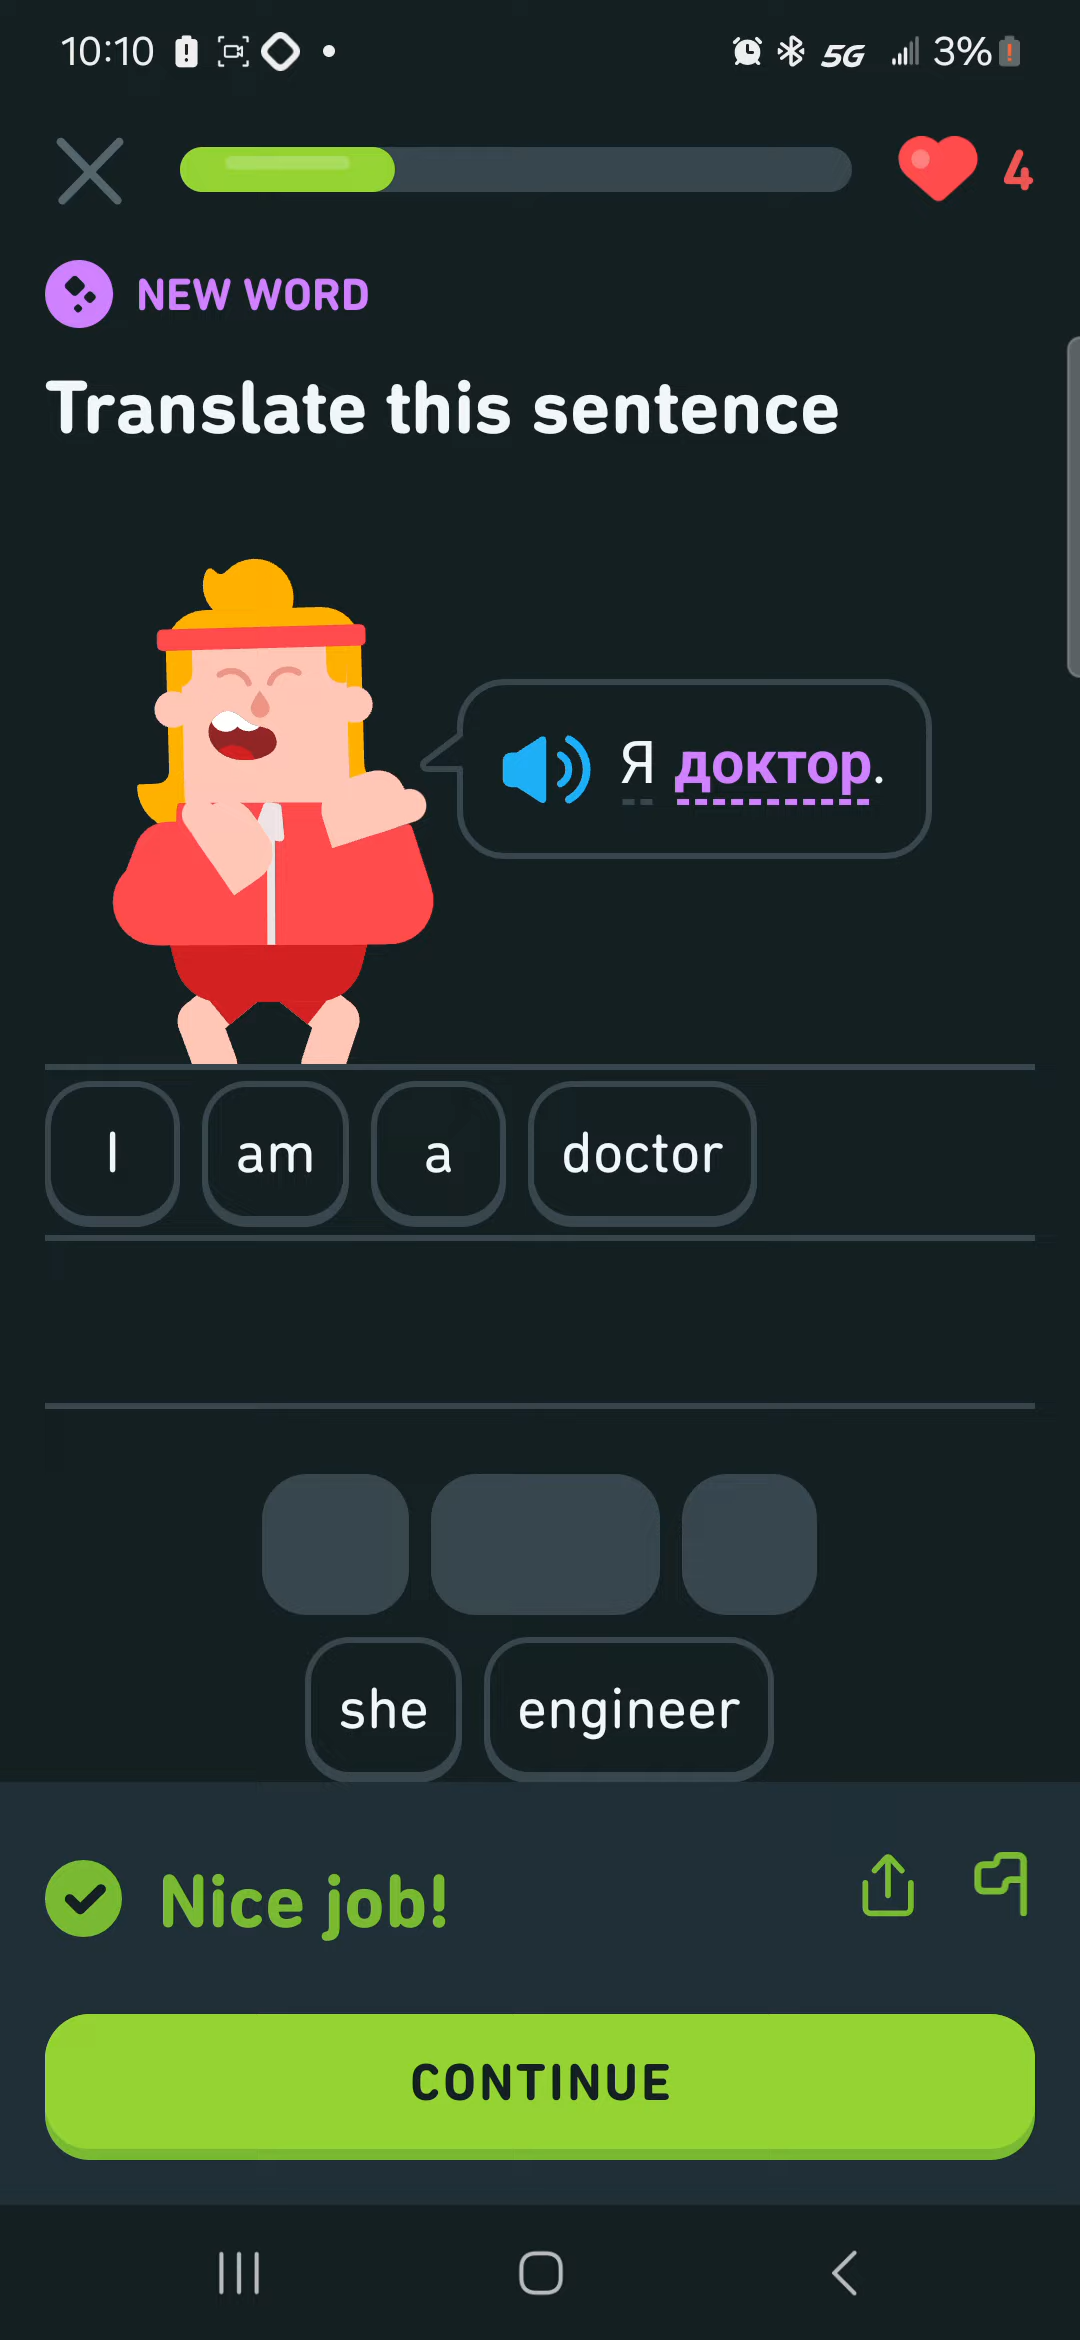 10:10 5G 3%
4
NEW WORD
Translate this sentence
Я доктор.
I am a doctor
she engineer
Nice job!
CONTINUE